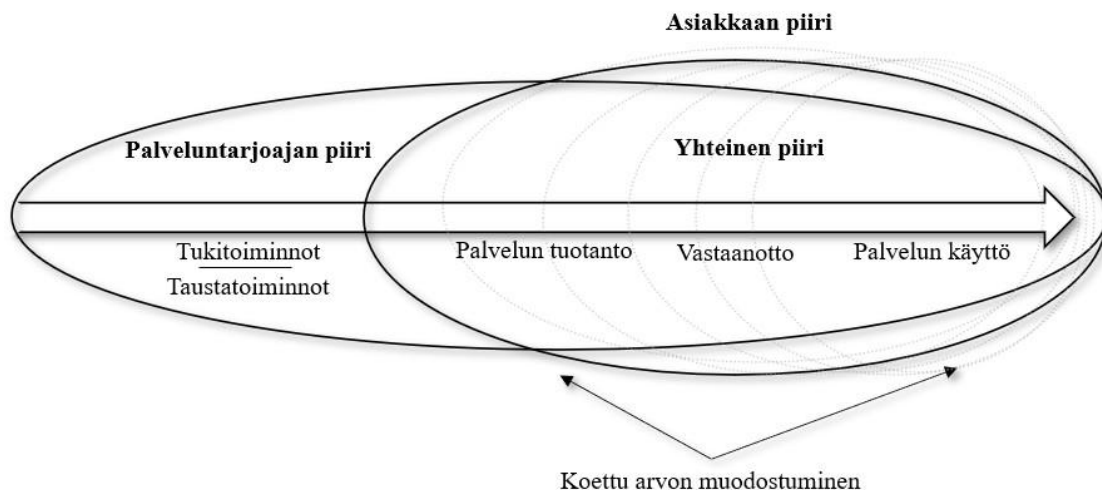 Asiakkaan piiri
Palveluntarjoajan piiri
Yhteinen piiri
Tukitoiminnot
Taustatoiminnot
Palvelun tuotanto
Vastaanotto
Palvelun käyttö
Koettu arvon muodostuminen